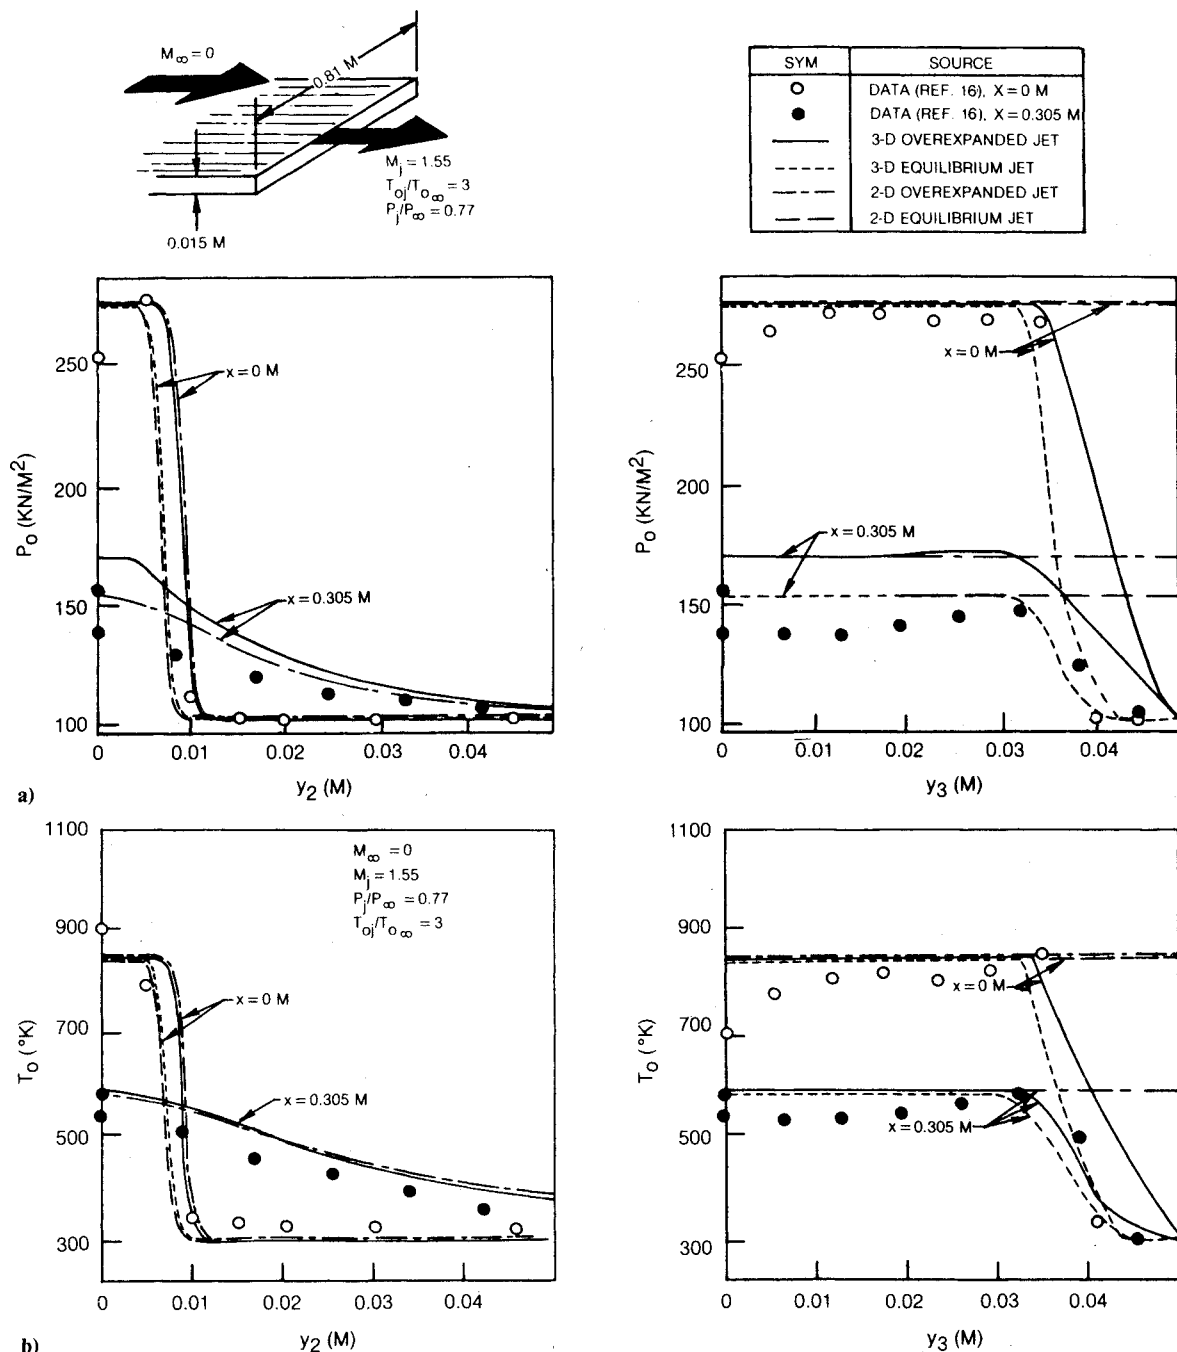 M∞ = 0
0.81 M
Mj = 1.55
Toj/To∞ = 3
Pj/P∞ = 0.77
0.015 M
SYM SOURCE
DATA (REF. 16), X = 0 M
DATA (REF. 16), X = 0.305 M
3-D OVEREXPANDED JET
3-D EQUILIBRIUM JET
2-D OVEREXPANDED JET
2-D EQUILIBRIUM JET
250
200
150
100
Po (KN/M²)
x = 0 M
x = 0.305 M
0 0.01 0.02 0.03 0.04
y2 (M)
a)
250
200
150
100
Po (KN/M²)
x = 0 M
x = 0.305 M
0 0.01 0.02 0.03 0.04
y3 (M)
1100
900
700
500
300
To (°K)
M∞ = 0
Mj = 1.55
Pj/P∞ = 0.77
Toj/To∞ = 3
x = 0 M
x = 0.305 M
0 0.01 0.02 0.03 0.04
y2 (M)
b)
1100
900
700
500
300
To (°K)
x = 0 M
x = 0.305 M
0 0.01 0.02 0.03 0.04
y3 (M)